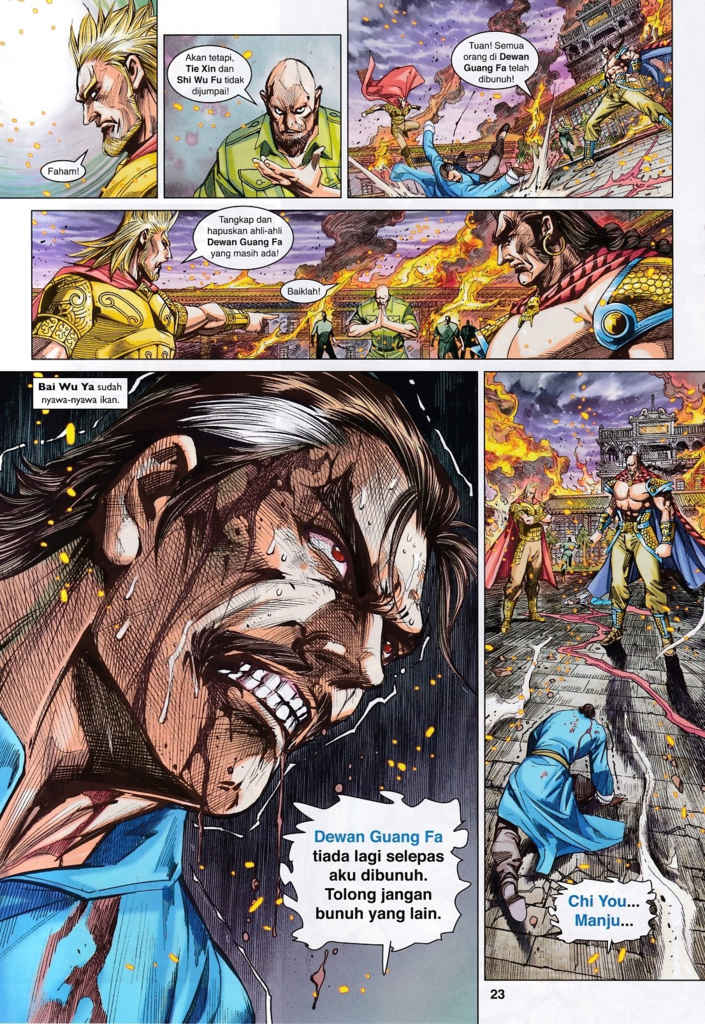 Faham!
Akan tetapi,
Tie Xin dan
Shi Wu Fu tidak
dijumpai!
Tuan! Semua
orang di Dewan
Guang Fa telah
dibunuh!
Tangkap dan
hapuskan ahli-ahli
Dewan Guang Fa
yang masih ada!
Baiklah!
Bai Wu Ya sudah
nyawa-nyawa ikan.
Dewan Guang Fa
tiada lagi selepas
aku dibunuh.
Tolong jangan
bunuh yang lain.
Chi You...
Manju...
23